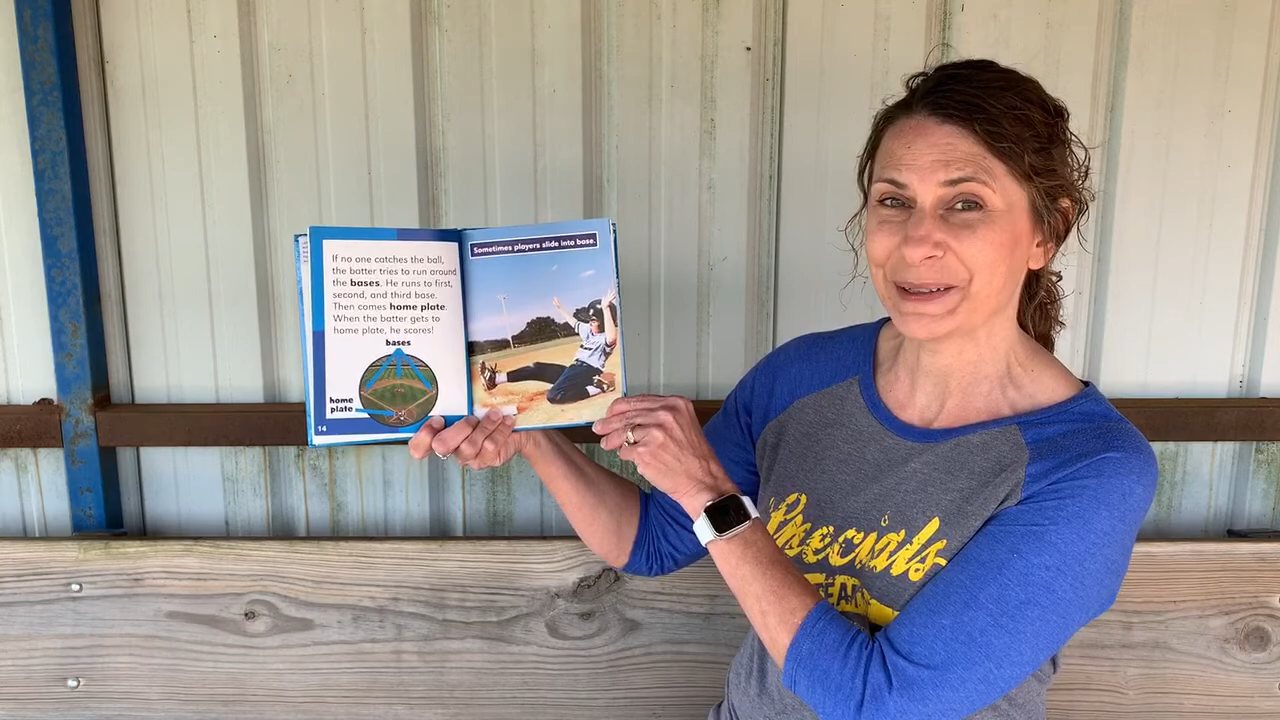 If no one catches the ball,
the batter tries to run around
the bases. He runs to first,
second, and third base.
Then comes home plate.
When the batter gets to
home plate, he scores!
bases
home
plate
14
Sometimes players slide into base.
Specials
TEAM